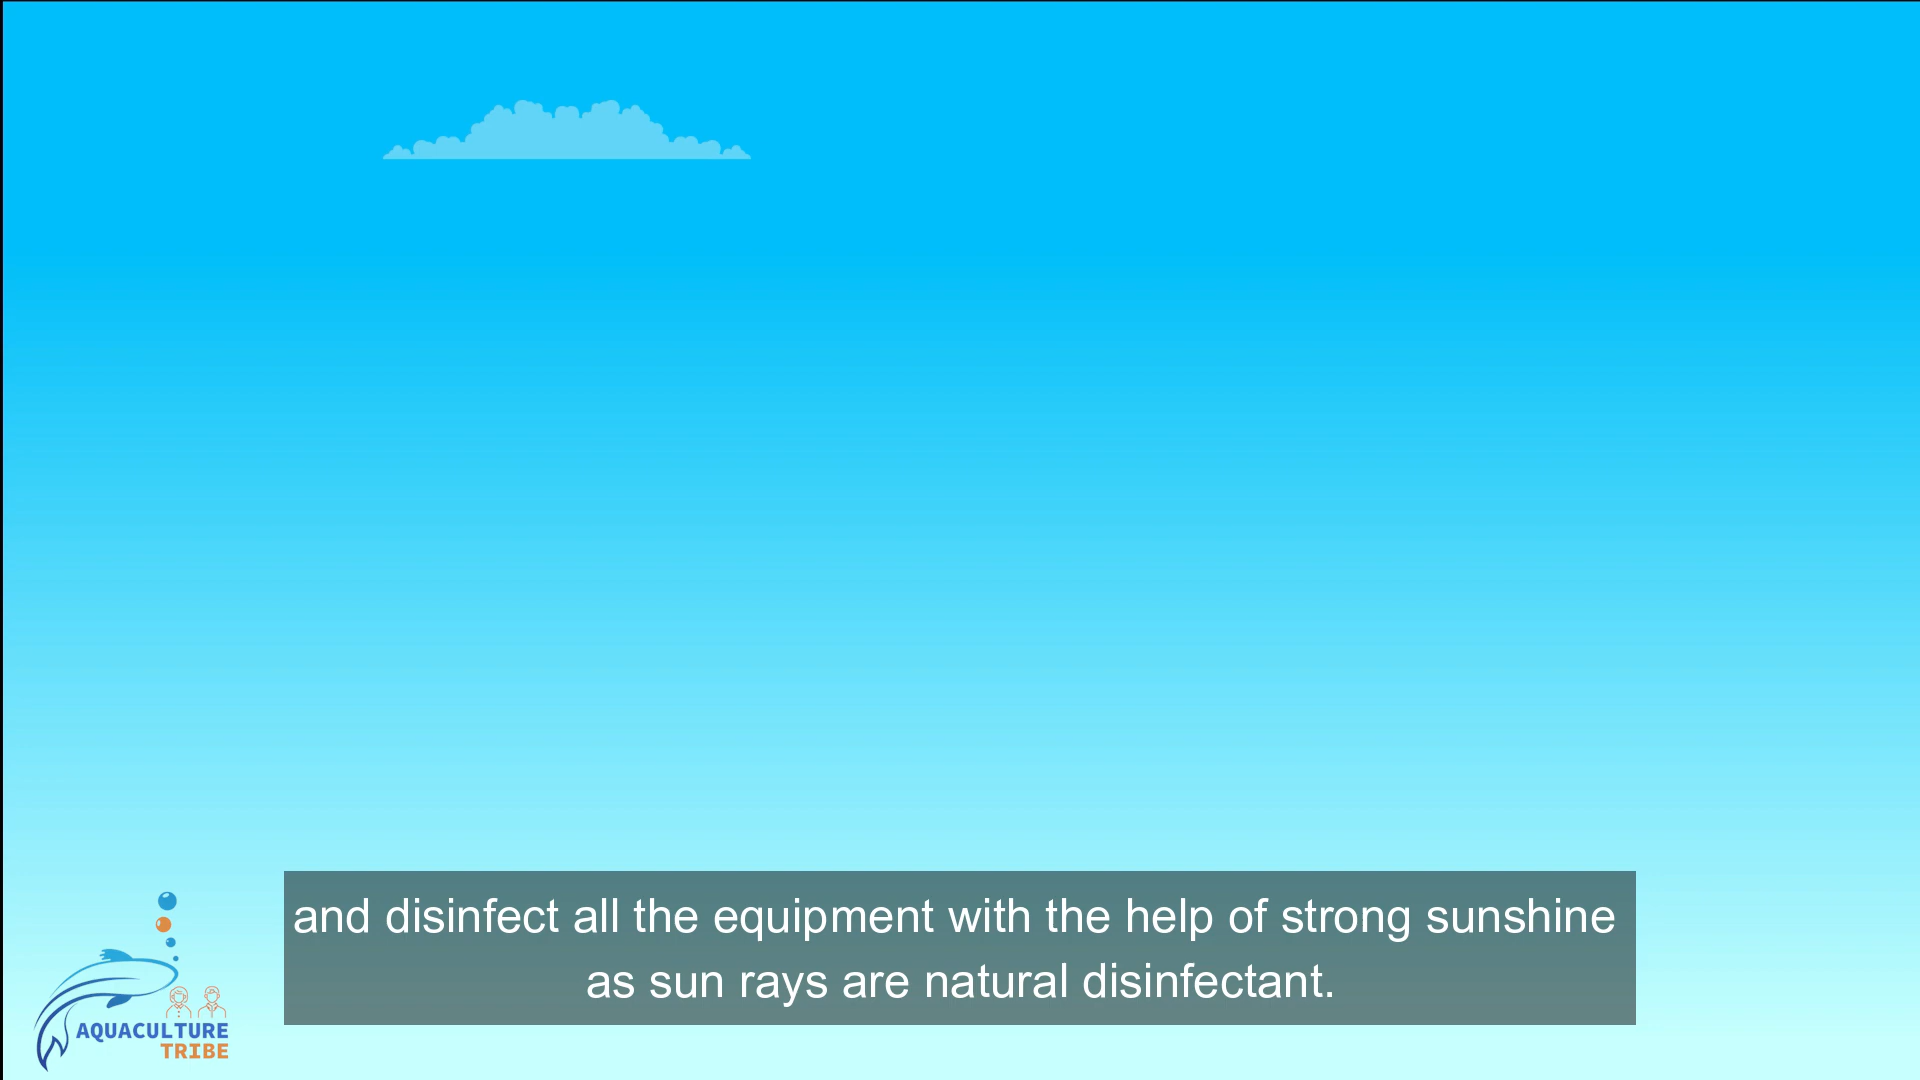 and disinfect all the equipment with the help of strong sunshine
as sun rays are natural disinfectant.
AQUACULTURE
TRIBE